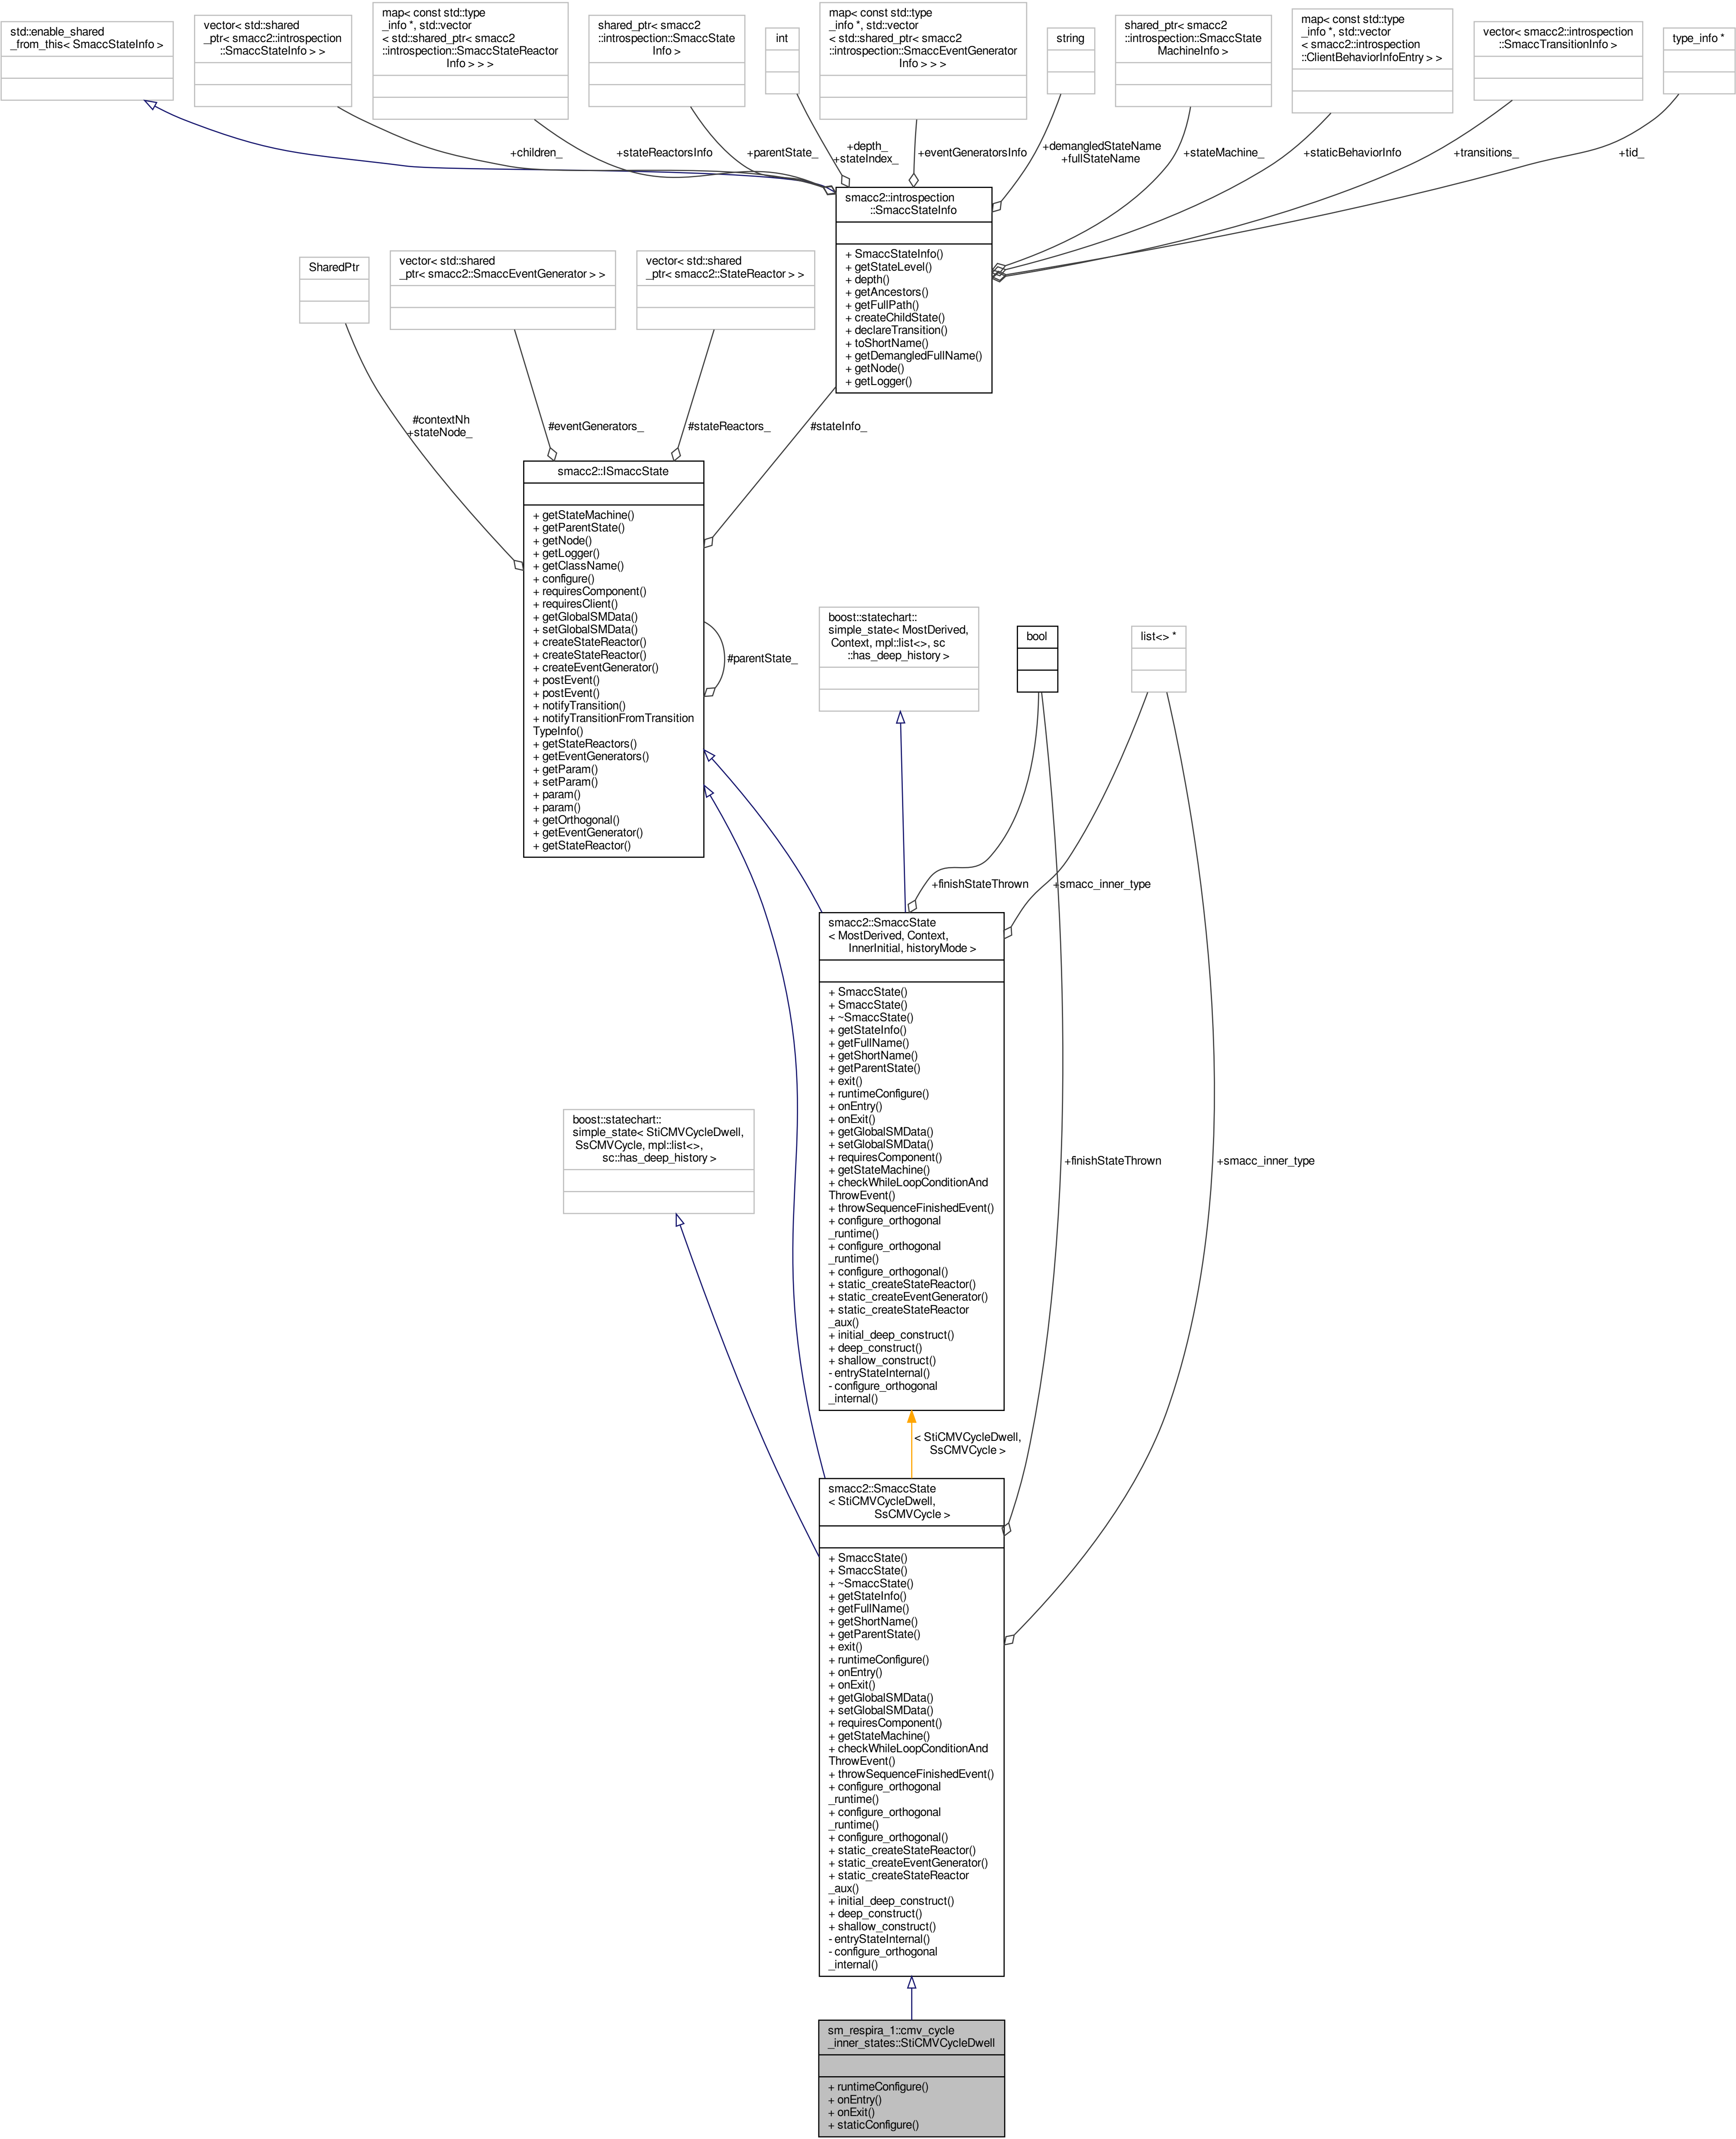 std::enable_shared
_from_this< SmaccStateInfo >
vector< std::shared
_ptr< smacc2::introspection
::SmaccStateInfo > >
map< const std::type
_info *, std::vector
< std::shared_ptr< smacc2
::introspection::SmaccStateReactor
Info > > >
shared_ptr< smacc2
::introspection::SmaccState
Info >
int
map< const std::type
_info *, std::vector
< std::shared_ptr< smacc2
::introspection::SmaccEventGenerator
Info > > >
string
shared_ptr< smacc2
::introspection::SmaccState
MachineInfo >
map< const std::type
_info *, std::vector
< smacc2::introspection
::ClientBehaviorInfoEntry > >
vector< smacc2::introspection
::SmaccTransitionInfo >
type_info *
+children_
+stateReactorsInfo
+parentState_
+depth_
+stateIndex_
+eventGeneratorsInfo
+demangledStateName
+fullStateName
+stateMachine_
+staticBehaviorInfo
+transitions_
+tid_
smacc2::introspection
::SmaccStateInfo
+ SmaccStateInfo()
+ getStateLevel()
+ depth()
+ getAncestors()
+ getFullPath()
+ createChildState()
+ declareTransition()
+ toShortName()
+ getDemangledFullName()
+ getNode()
+ getLogger()
SharedPtr
vector< std::shared
_ptr< smacc2::SmaccEventGenerator > >
vector< std::shared
_ptr< smacc2::StateReactor > >
#contextNh
+stateNode_
#eventGenerators_
#stateReactors_
#stateInfo_
smacc2::ISmaccState
+ getStateMachine()
+ getParentState()
+ getNode()
+ getLogger()
+ getClassName()
+ configure()
+ requiresComponent()
+ requiresClient()
+ getGlobalSMData()
+ setGlobalSMData()
+ createStateReactor()
+ createStateReactor()
+ createEventGenerator()
+ postEvent()
+ postEvent()
+ notifyTransition()
+ notifyTransitionFromTransition
TypeInfo()
+ getStateReactors()
+ getEventGenerators()
+ getParam()
+ setParam()
+ param()
+ param()
+ getOrthogonal()
+ getEventGenerator()
+ getStateReactor()
#parentState_
boost::statechart::
simple_state< MostDerived,
Context, mpl::list<>, sc
::has_deep_history >
bool
list<> *
+finishStateThrown
+smacc_inner_type
smacc2::SmaccState
< MostDerived, Context,
InnerInitial, historyMode >
+ SmaccState()
+ SmaccState()
+ ~SmaccState()
+ getStateInfo()
+ getFullName()
+ getShortName()
+ getParentState()
+ exit()
+ runtimeConfigure()
+ onEntry()
+ onExit()
+ getGlobalSMData()
+ setGlobalSMData()
+ requiresComponent()
+ getStateMachine()
+ checkWhileLoopConditionAnd
ThrowEvent()
+ throwSequenceFinishedEvent()
+ configure_orthogonal
_runtime()
+ configure_orthogonal
_runtime()
+ configure_orthogonal()
+ static_createStateReactor()
+ static_createEventGenerator()
+ static_createStateReactor
_aux()
+ initial_deep_construct()
+ deep_construct()
+ shallow_construct()
- entryStateInternal()
- configure_orthogonal
_internal()
boost::statechart::
simple_state< StiCMVCycleDwell,
SsCMVCycle, mpl::list<>,
sc::has_deep_history >
+finishStateThrown
+smacc_inner_type
< StiCMVCycleDwell,
SsCMVCycle >
smacc2::SmaccState
< StiCMVCycleDwell,
SsCMVCycle >
+ SmaccState()
+ SmaccState()
+ ~SmaccState()
+ getStateInfo()
+ getFullName()
+ getShortName()
+ getParentState()
+ exit()
+ runtimeConfigure()
+ onEntry()
+ onExit()
+ getGlobalSMData()
+ setGlobalSMData()
+ requiresComponent()
+ getStateMachine()
+ checkWhileLoopConditionAnd
ThrowEvent()
+ throwSequenceFinishedEvent()
+ configure_orthogonal
_runtime()
+ configure_orthogonal
_runtime()
+ configure_orthogonal()
+ static_createStateReactor()
+ static_createEventGenerator()
+ static_createStateReactor
_aux()
+ initial_deep_construct()
+ deep_construct()
+ shallow_construct()
- entryStateInternal()
- configure_orthogonal
_internal()
sm_respira_1::cmv_cycle
_inner_states::StiCMVCycleDwell
+ runtimeConfigure()
+ onEntry()
+ onExit()
+ staticConfigure()